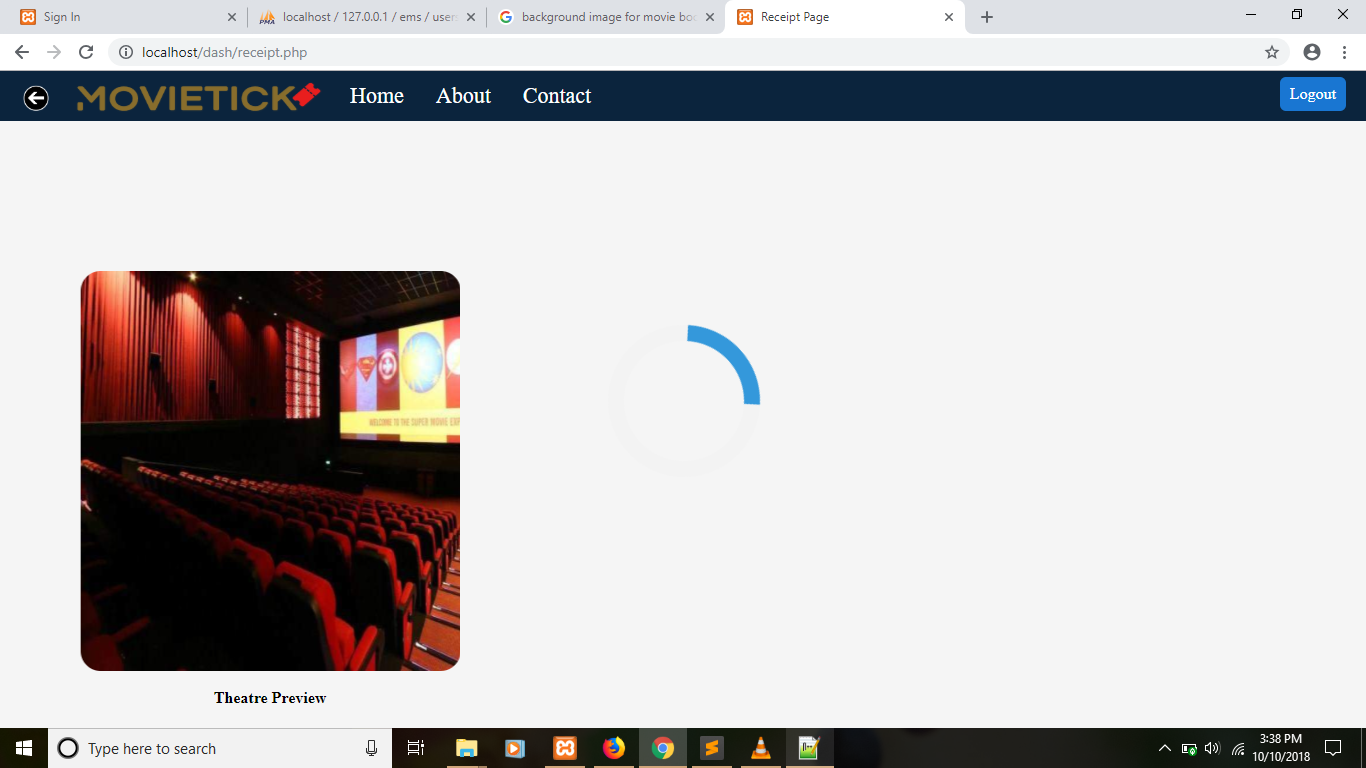 Sign In
localhost / 127.0.0.1 / ems / user
background image for movie boo
Receipt Page
localhost/dash/receipt.php
MOVIETICK
Home
About
Contact
Logout
WELCOME TO THE SUPER MOVIE EXP
Theatre Preview
Type here to search
3:38 PM
10/10/2018